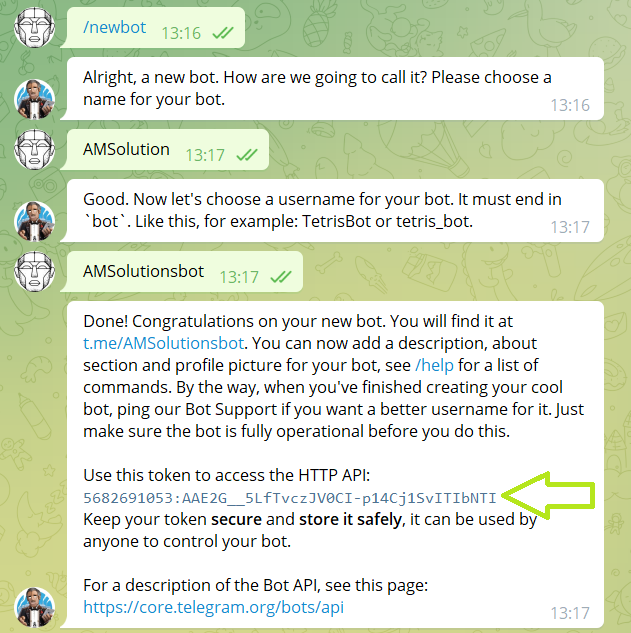 /newbot 13:16
Alright, a new bot. How are we going to call it? Please choose a
name for your bot.
13:16
AMSolution 13:17
Good. Now let's choose a username for your bot. It must end in
`bot`. Like this, for example: TetrisBot or tetris_bot.
13:17
AMSolutionsbot 13:17
Done! Congratulations on your new bot. You will find it at
t.me/AMSolutionsbot. You can now add a description, about
section and profile picture for your bot, see /help for a list of
commands. By the way, when you've finished creating your cool
bot, ping our Bot Support if you want a better username for it. Just
make sure the bot is fully operational before you do this.
Use this token to access the HTTP API:
5682691053:AAE2G__5LfTvczJV0CI-p14Cj1SvITIbNTI
Keep your token secure and store it safely, it can be used by
anyone to control your bot.
For a description of the Bot API, see this page:
https://core.telegram.org/bots/api
13:17